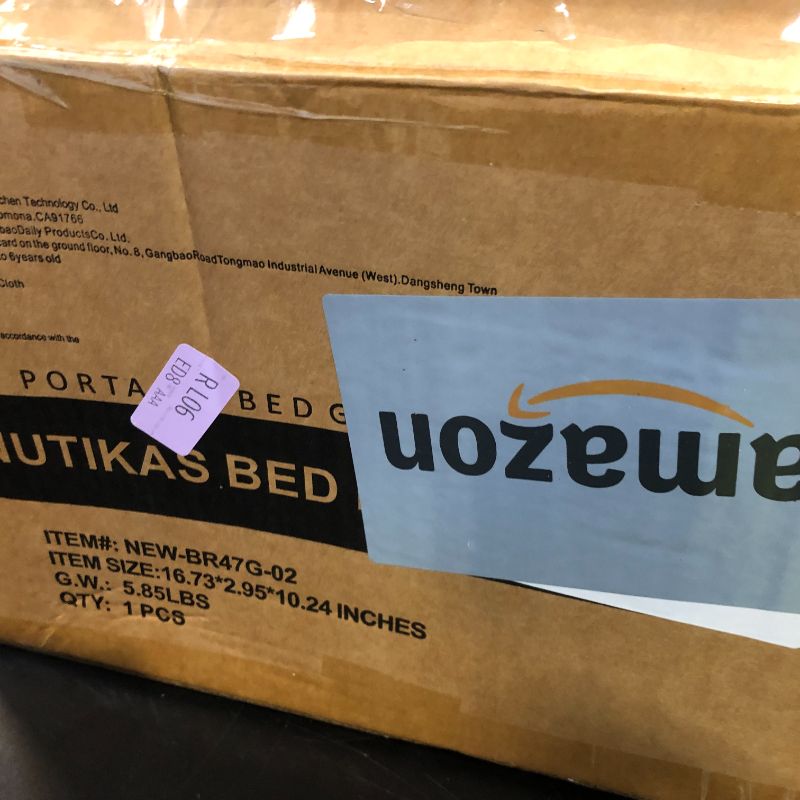 chen Technology Co., Ltd
omona.CA91766
baoDaily ProductsCo.Ltd.
ard on the ground floor, No.8, GangbaoRoadTongmao Industrial Avenue (West).Dangsheng Town
o 6years old
Cloth
accordance with the
PORTA BED G
NUTIKAS BED
R L06
ED8 AAA
amazon
ITEM#: NEW-BR47G-02
ITEM SIZE:16.73*2.95*10.24 INCHES
G.W.: 5.85LBS
QTY: 1 PCS